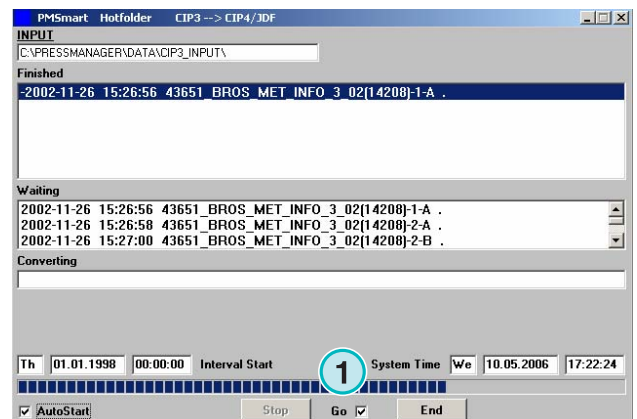 PMSmart Hotfolder CIP3 --> CIP4/JDF
INPUT
C:\PRESSMANAGER\DATA\CIP3_INPUT\
Finished
-2002-11-26 15:26:56 43651_BROS_MET_INFO_3_02(14208)-1-A .
Waiting
2002-11-26 15:26:56 43651_BROS_MET_INFO_3_02(14208)-1-A .
2002-11-26 15:26:58 43651_BROS_MET_INFO_3_02(14208)-2-A .
2002-11-26 15:27:00 43651_BROS_MET_INFO_3_02(14208)-2-B .
Converting
Th 01.01.1998 00:00:00 Interval Start System Time We 10.05.2006 17:22:24
1
AutoStart Stop Go End